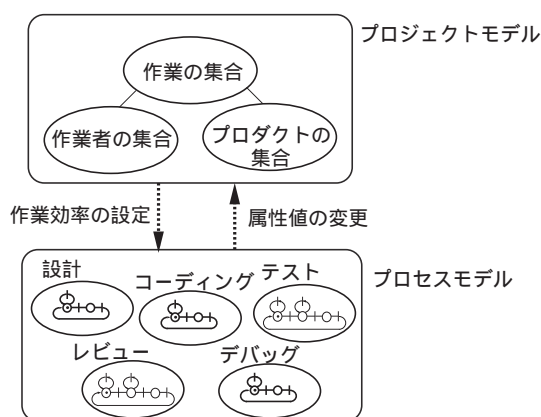 プロジェクトモデル
作業の集合
作業者の集合
プロダクトの
集合
作業効率の設定
属性値の変更
設計
コーディング
テスト
プロセスモデル
レビュー
デバッグ